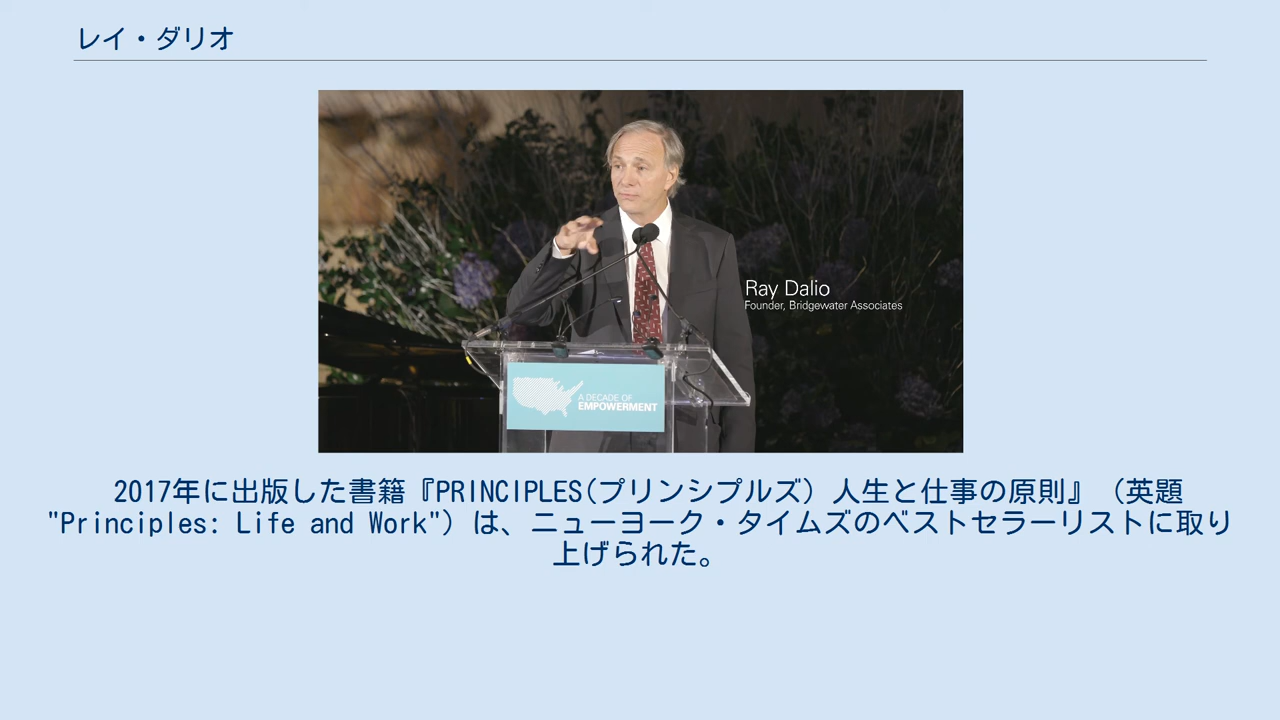 レイ・ダリオ
Ray Dalio
Founder, Bridgewater Associates
A DECADE OF
EMPOWERMENT
2017年に出版した書籍『PRINCIPLES(プリンシプルズ) 人生と仕事の原則』（英題
"Principles: Life and Work"）は、ニューヨーク・タイムズのベストセラーリストに取り
上げられた。